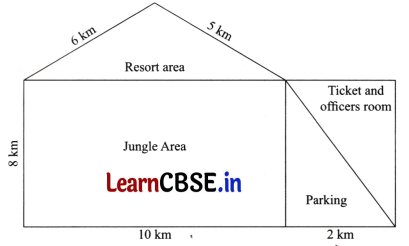 6 km
5 km
Resort area
Ticket and
officers room
8 km
Jungle Area
LearnCBSE.in
Parking
10 km
2 km